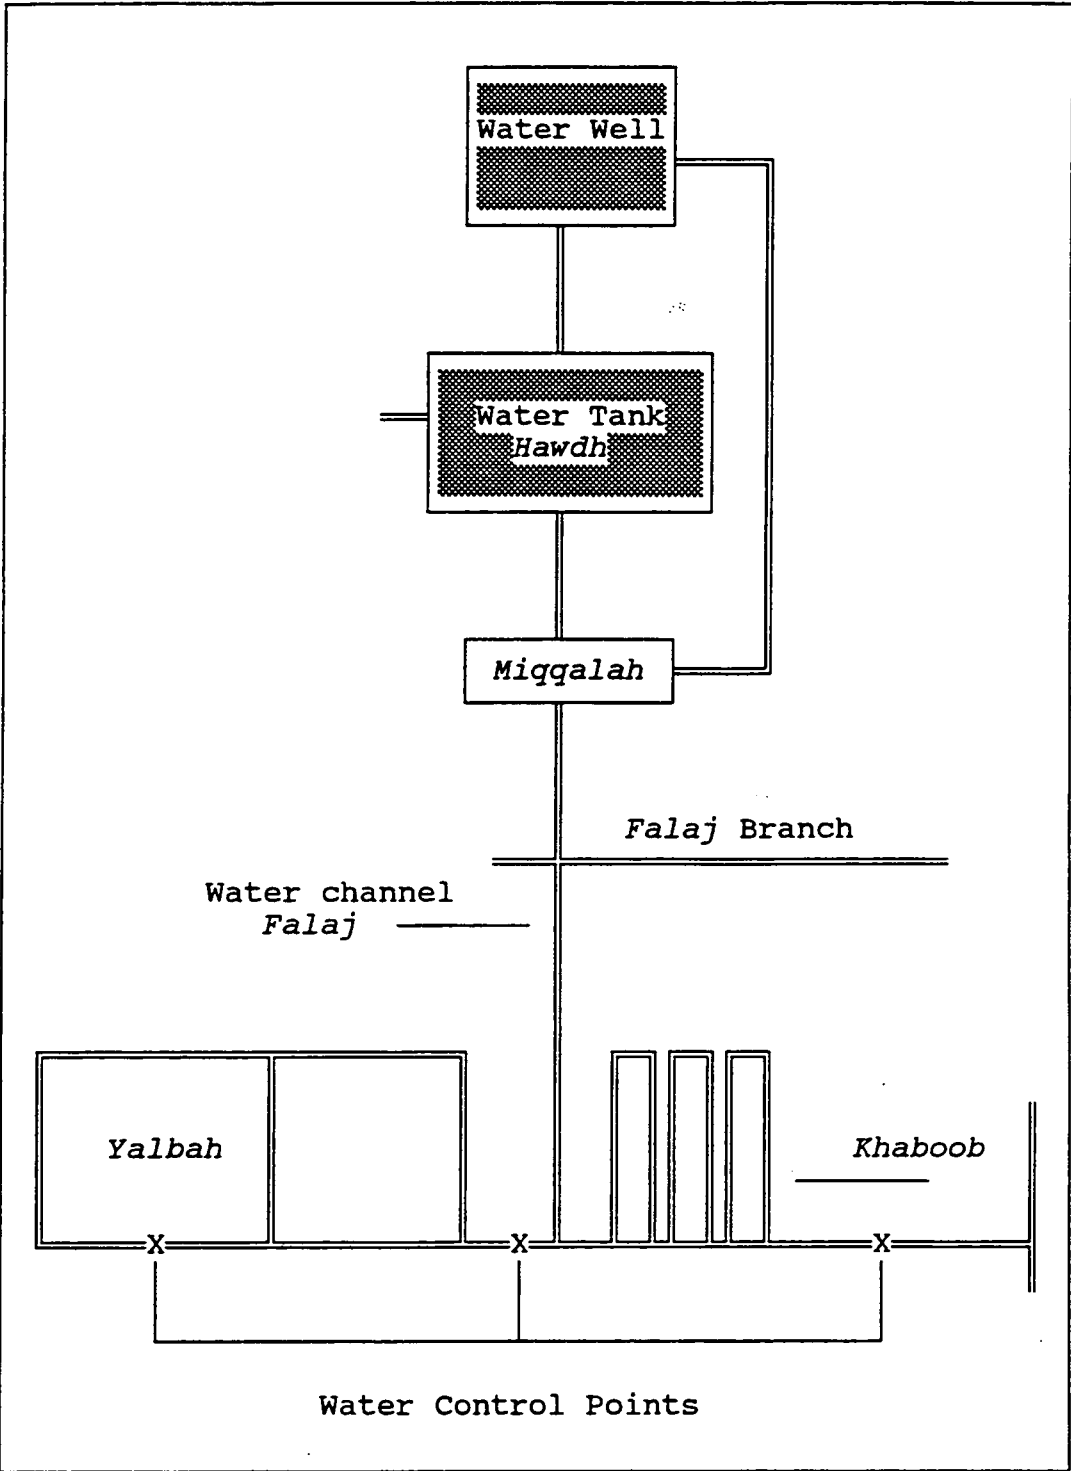 Water Well
Water Tank
Hawdh
Miqqalah
Falaj Branch
Water channel
Falaj
Yalbah
Khaboob
X
X
X
Water Control Points